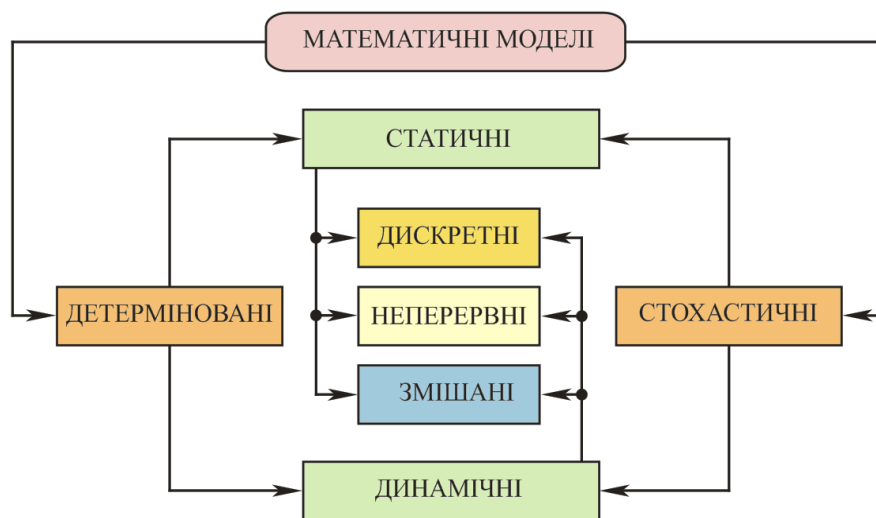 МАТЕМАТИЧНІ МОДЕЛІ
СТАТИЧНІ
ДИСКРЕТНІ
ДЕТЕРМІНОВАНІ
НЕПЕРЕРВНІ
СТОХАСТИЧНІ
ЗМІШАНІ
ДИНАМІЧНІ